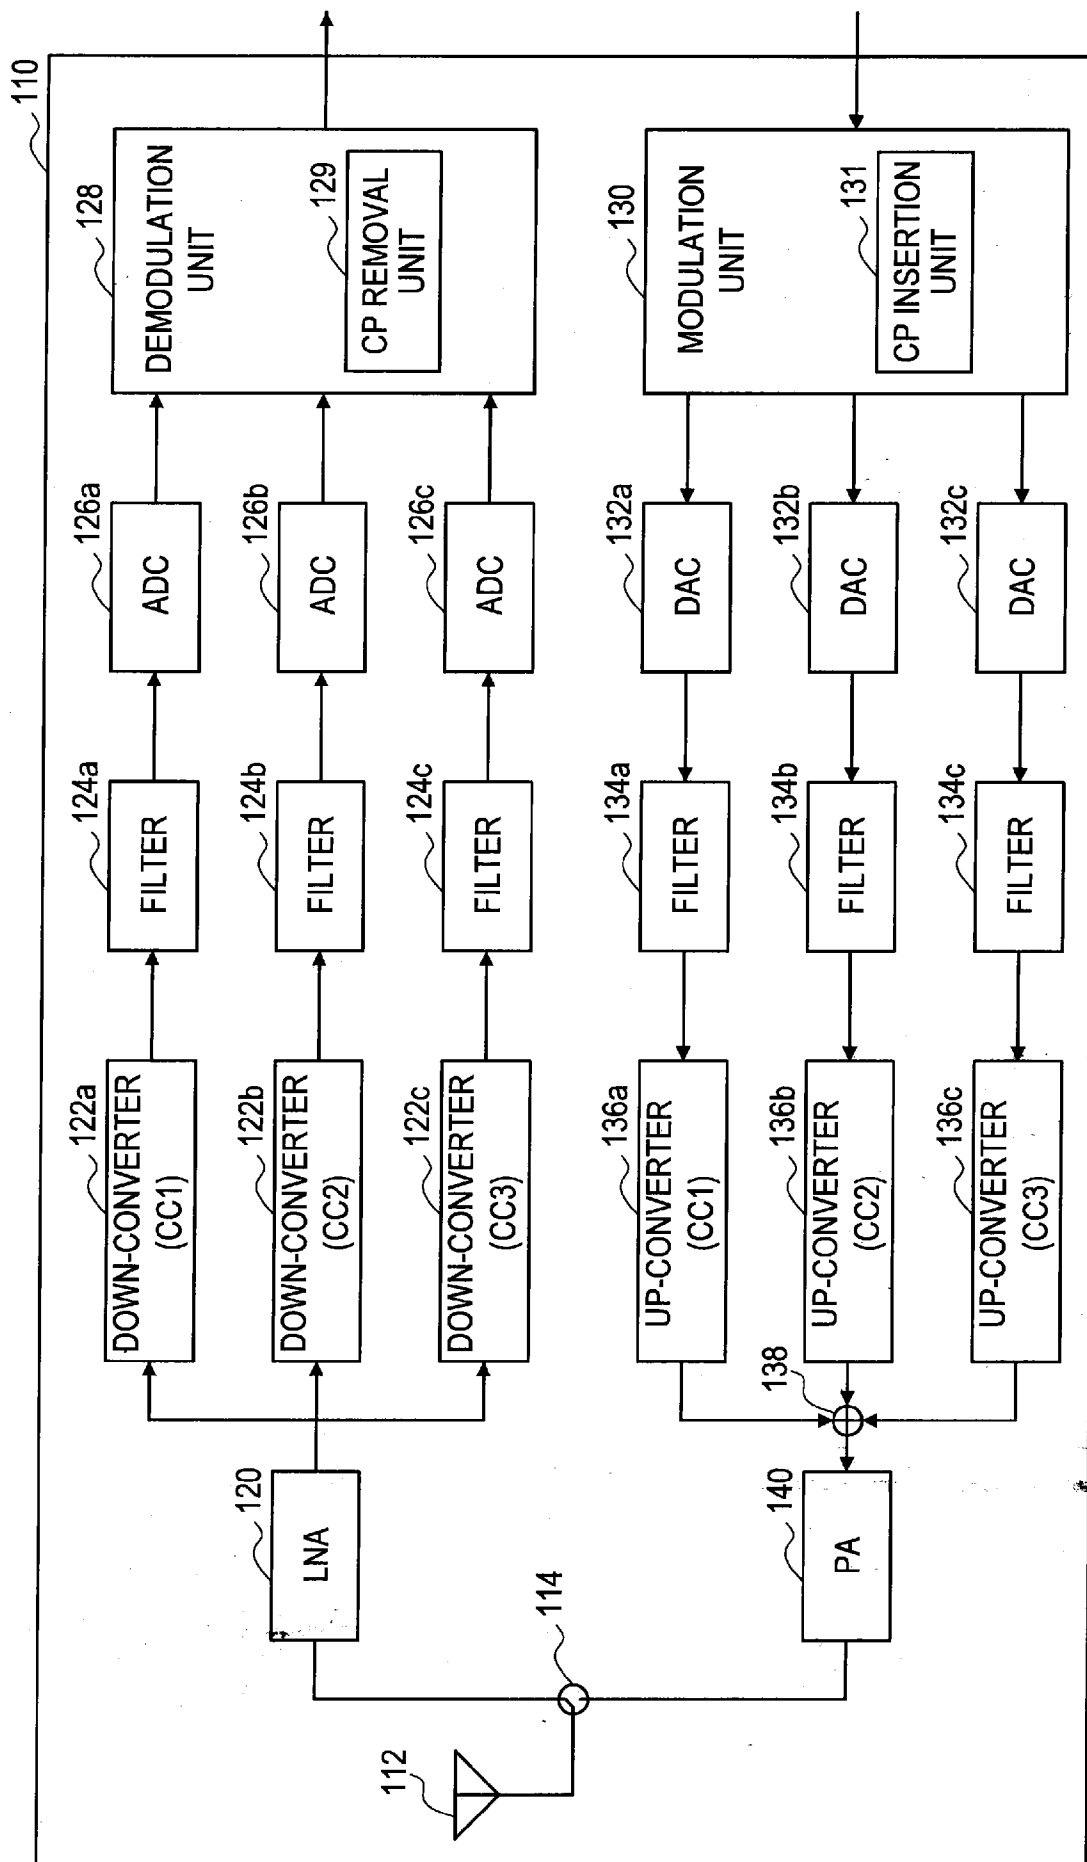 110
128
DEMODULATION
UNIT
129
CP REMOVAL
UNIT
130
MODULATION
UNIT
131
CP INSERTION
UNIT
126a
ADC
126b
ADC
126c
ADC
132a
DAC
132b
DAC
132c
DAC
124a
FILTER
124b
FILTER
124c
FILTER
134a
FILTER
134b
FILTER
134c
FILTER
122a
DOWN-CONVERTER
(CC1)
122b
DOWN-CONVERTER
(CC2)
122c
DOWN-CONVERTER
(CC3)
136a
UP-CONVERTER
(CC1)
136b
UP-CONVERTER
(CC2)
136c
UP-CONVERTER
(CC3)
138
120
LNA
140
PA
114
112